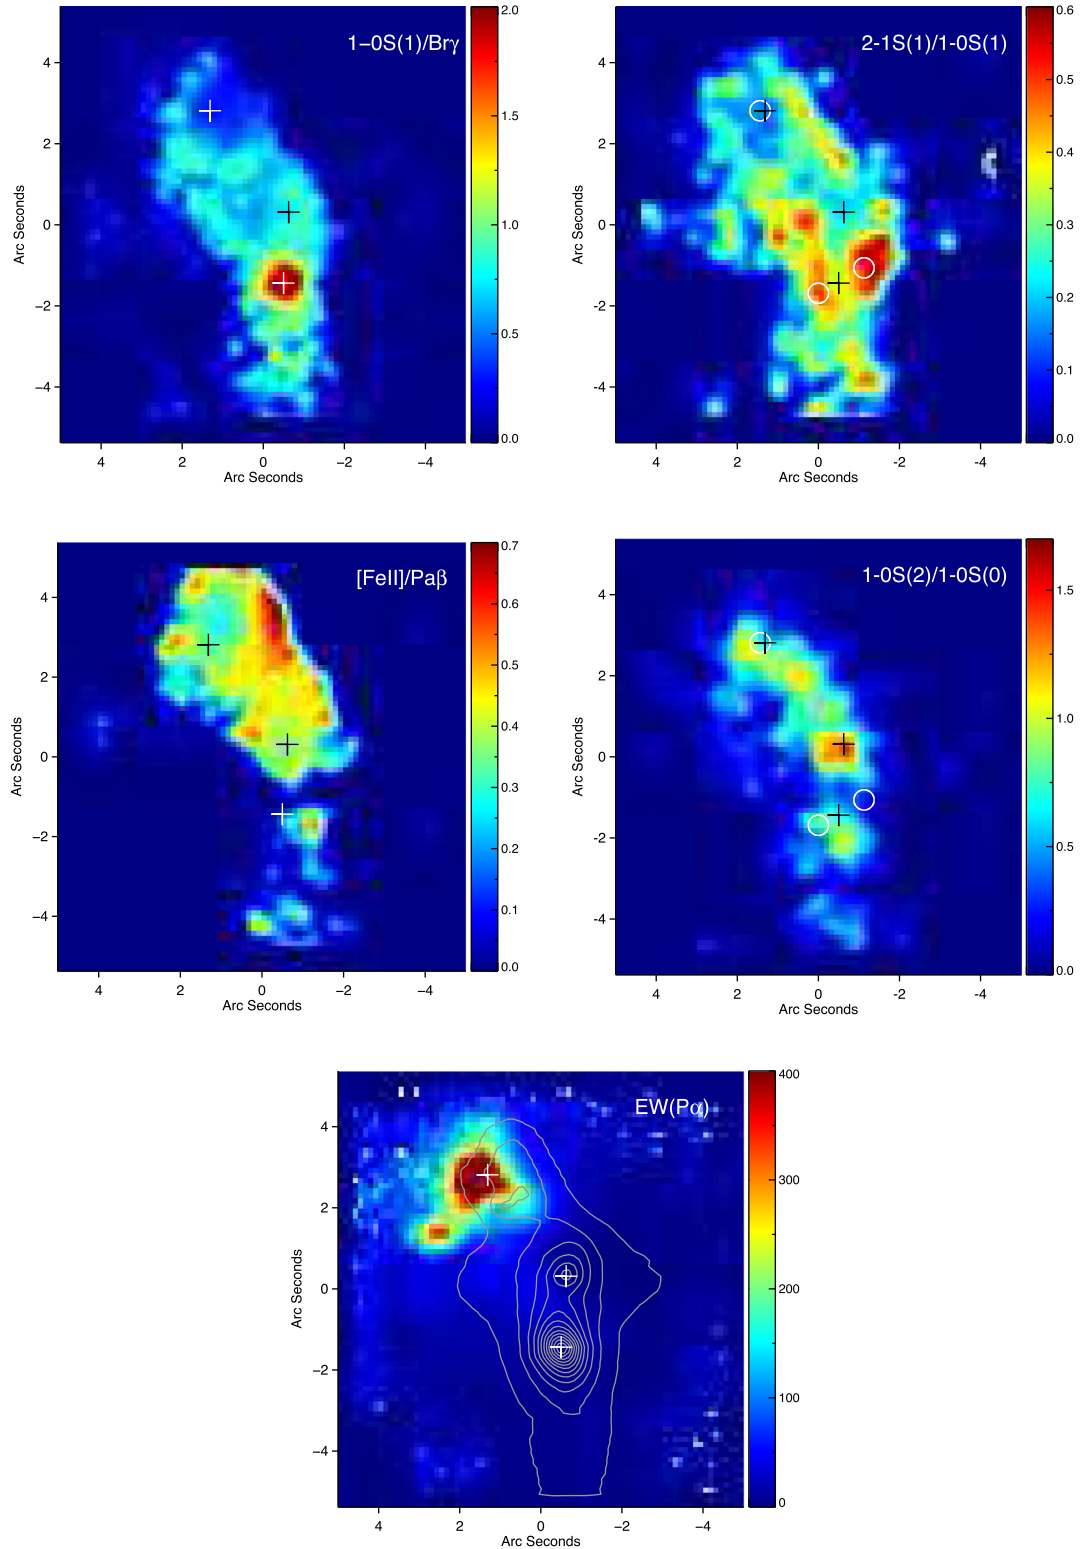 1−0S(1)/Brγ
2.0
1.5
1.0
0.5
0.0
4
2
0
−2
−4
Arc Seconds
4 2 0 −2 −4
Arc Seconds
2-1S(1)/1-0S(1)
0.6
0.5
0.4
0.3
0.2
0.1
0.0
4
2
0
−2
−4
Arc Seconds
4 2 0 -2 -4
Arc Seconds
[FeII]/Paβ
0.7
0.6
0.5
0.4
0.3
0.2
0.1
0.0
4
2
0
−2
−4
Arc Seconds
4 2 0 −2 −4
Arc Seconds
1-0S(2)/1-0S(0)
1.5
1.0
0.5
0.0
4
2
0
-2
-4
Arc Seconds
4 2 0 -2 -4
Arc Seconds
EW(Pα)
400
300
200
100
0
4
2
0
−2
−4
Arc Seconds
4 2 0 −2 −4
Arc Seconds